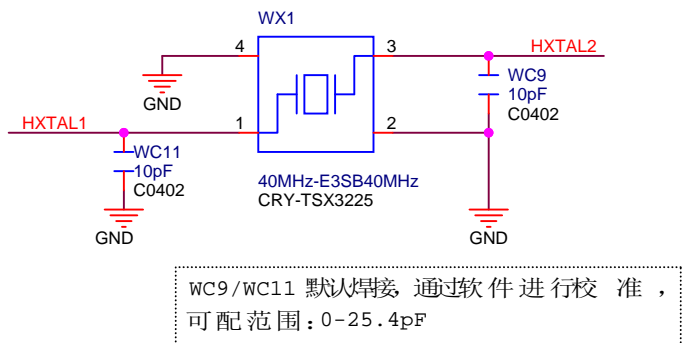 WX1
4
3
HXTAL2
GND
WC9
10pF
C0402
HXTAL1
1
2
WC11
10pF
C0402
40MHz-E3SB40MHz
CRY-TSX3225
GND
GND
WC9/WC11 默认焊接, 通过软件进行校 准 ,
可配范围:0-25.4pF